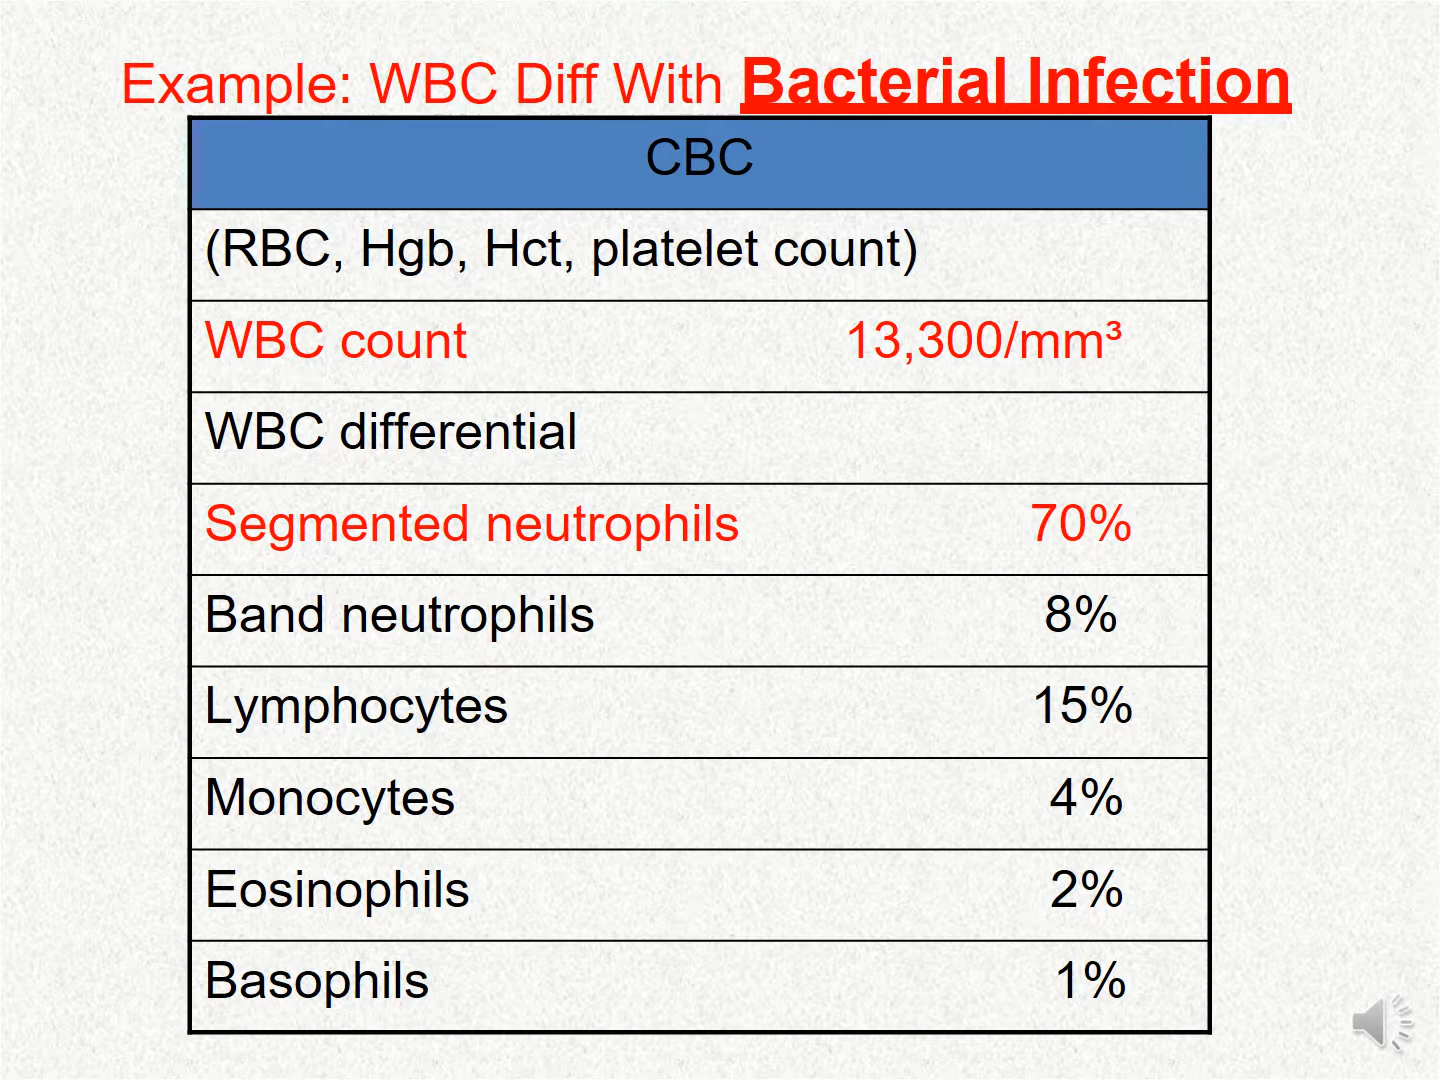 Example: WBC Diff With Bacterial Infection
CBC
(RBC, Hgb, Hct, platelet count)
WBC count 13,300/mm³
WBC differential
Segmented neutrophils 70%
Band neutrophils 8%
Lymphocytes 15%
Monocytes 4%
Eosinophils 2%
Basophils 1%